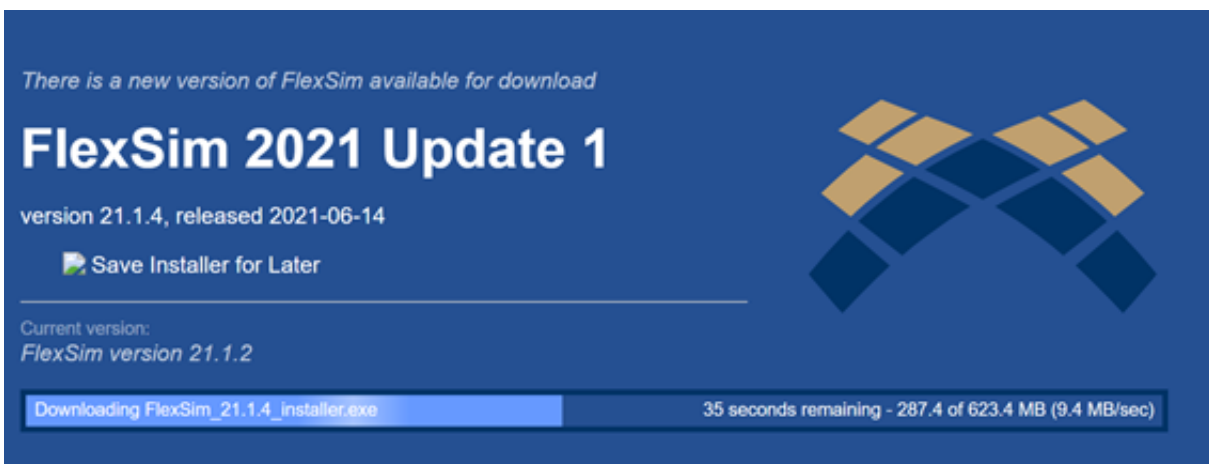 There is a new version of FlexSim available for download
FlexSim 2021 Update 1
version 21.1.4, released 2021-06-14
Save Installer for Later
Current version:
FlexSim version 21.1.2
Downloading FlexSim_21.1.4_installer.exe 35 seconds remaining - 287.4 of 623.4 MB (9.4 MB/sec)